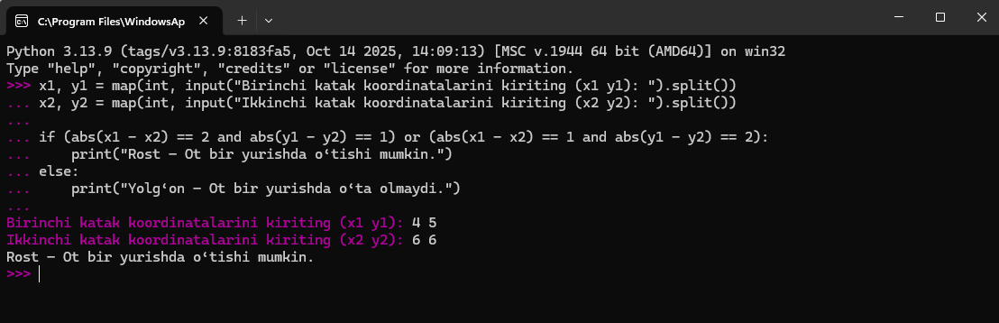 C:\Program Files\WindowsAp
Python 3.13.9 (tags/v3.13.9:8183fa5, Oct 14 2025, 14:09:13) [MSC v.1944 64 bit (AMD64)] on win32
Type "help", "copyright", "credits" or "license" for more information.
>>> x1, y1 = map(int, input("Birinchi katak koordinatalarini kiriting (x1 y1): ").split())
... x2, y2 = map(int, input("Ikkinchi katak koordinatalarini kiriting (x2 y2): ").split())
...
... if (abs(x1 - x2) == 2 and abs(y1 - y2) == 1) or (abs(x1 - x2) == 1 and abs(y1 - y2) == 2):
...     print("Rost — Ot bir yurishda o‘tishi mumkin.")
... else:
...     print("Yolg‘on — Ot bir yurishda o‘ta olmaydi.")
...
Birinchi katak koordinatalarini kiriting (x1 y1): 4 5
Ikkinchi katak koordinatalarini kiriting (x2 y2): 6 6
Rost — Ot bir yurishda o‘tishi mumkin.
>>>